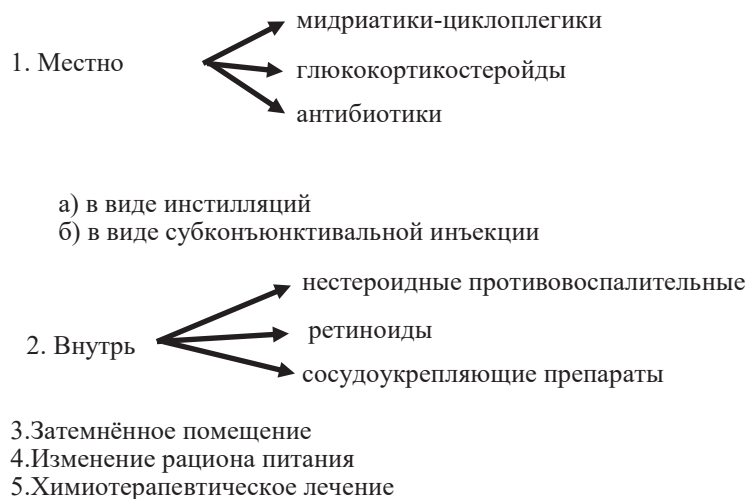 мидриатики-циклоплегики
1. Местно
глюкокортикостеройды
антибиотики
а) в виде инстилляций
б) в виде субконъюнктивальной инъекции
нестероидные противовоспалительные
ретиноиды
2. Внутрь
сосудоукрепляющие препараты
3.Затемнённое помещение
4.Изменение рациона питания
5.Химиотерапевтическое лечение